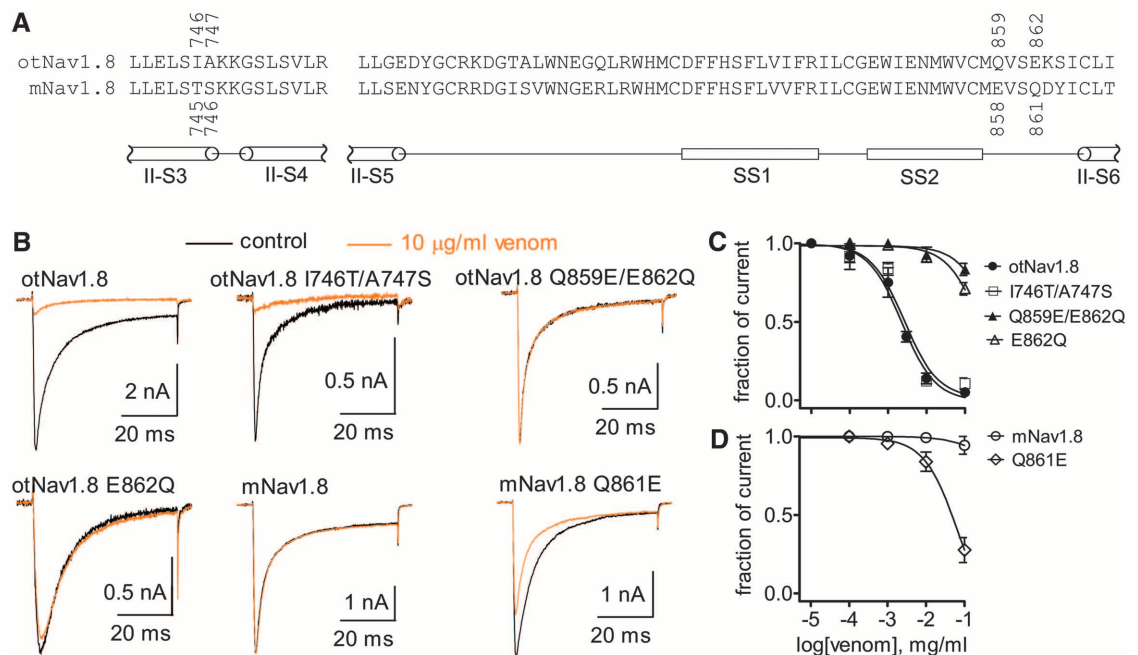 A
746
747
859
862
otNav1.8 LLELSIAKKGSLSVLR LLGEDYGCRKDGTALWNEGQLRWHMCDFFHSFLVIFRILCGEWIENMWVCMQVSEKSICLI
mNav1.8 LLELSTSKKGSLSVLR LLSENYGCRRDGISVWNGERLRWHMCDFFHSFLVVFRILCGEWIENMWVCMEVSQDYICLT
745
746
858
861
II-S3 II-S4 II-S5 SS1 SS2 II-S6
B
control 10 μg/ml venom
otNav1.8 otNav1.8 I746T/A747S otNav1.8 Q859E/E862Q
2 nA 0.5 nA 0.5 nA
20 ms 20 ms 20 ms
otNav1.8 E862Q mNav1.8 mNav1.8 Q861E
0.5 nA 1 nA 1 nA
20 ms 20 ms 20 ms
C
fraction of current
1.0
0.5
0.0
otNav1.8
I746T/A747S
Q859E/E862Q
E862Q
D
fraction of current
1.0
0.5
0.0
mNav1.8
Q861E
-5 -4 -3 -2 -1
log[venom], mg/ml